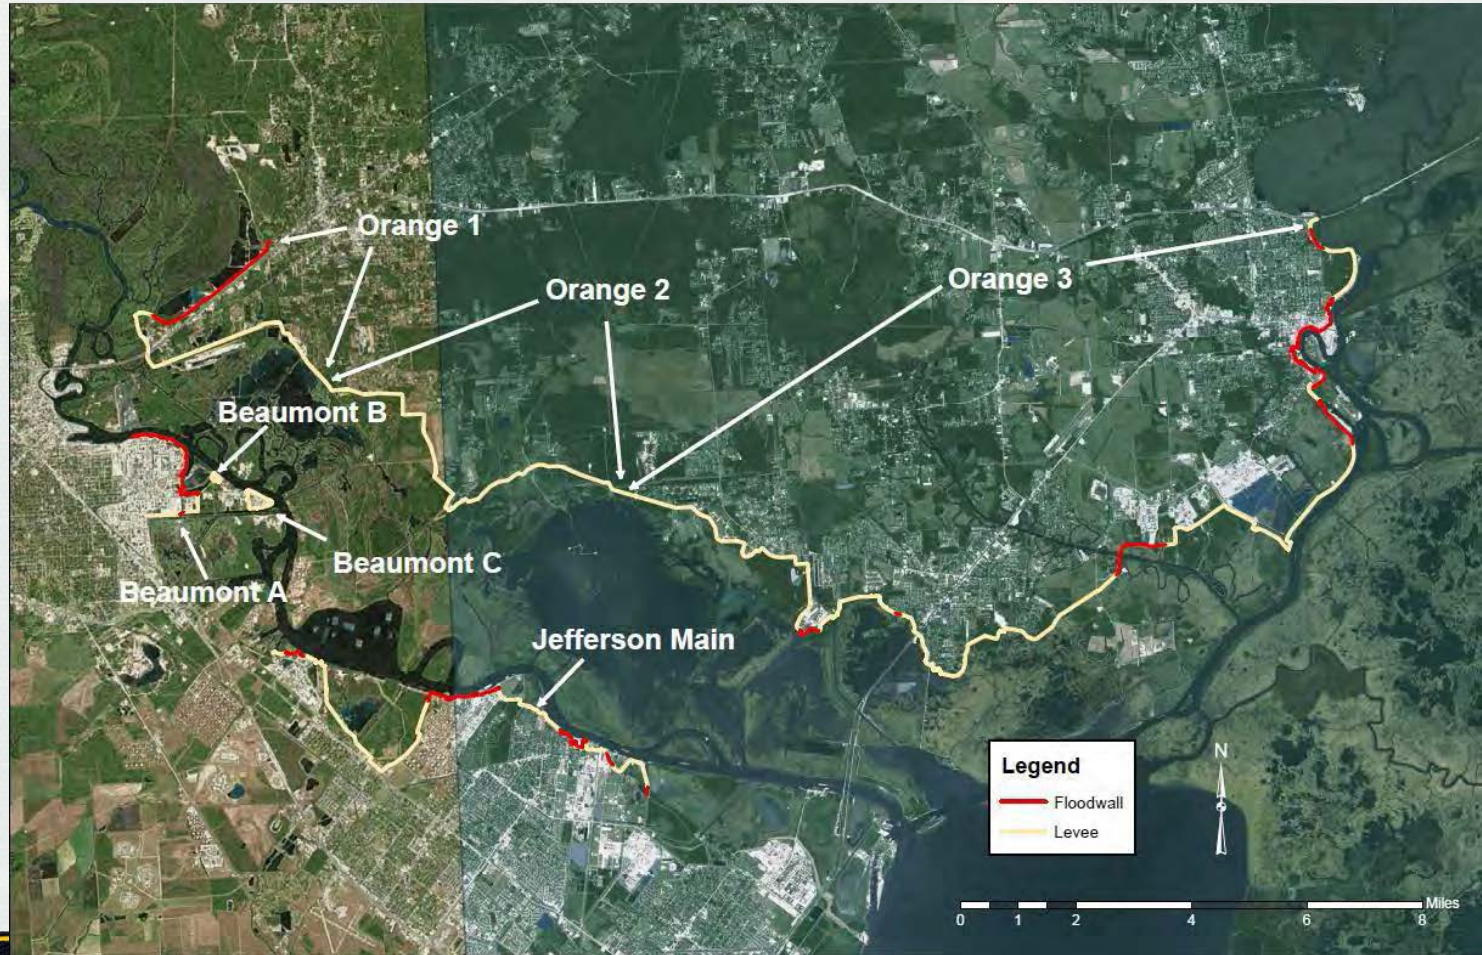 Orange 1
Orange 2
Orange 3
Beaumont B
Beaumont C
Beaumont A
Jefferson Main
N
Legend
Floodwall
Levee
Miles
0 1 2 4 6 8